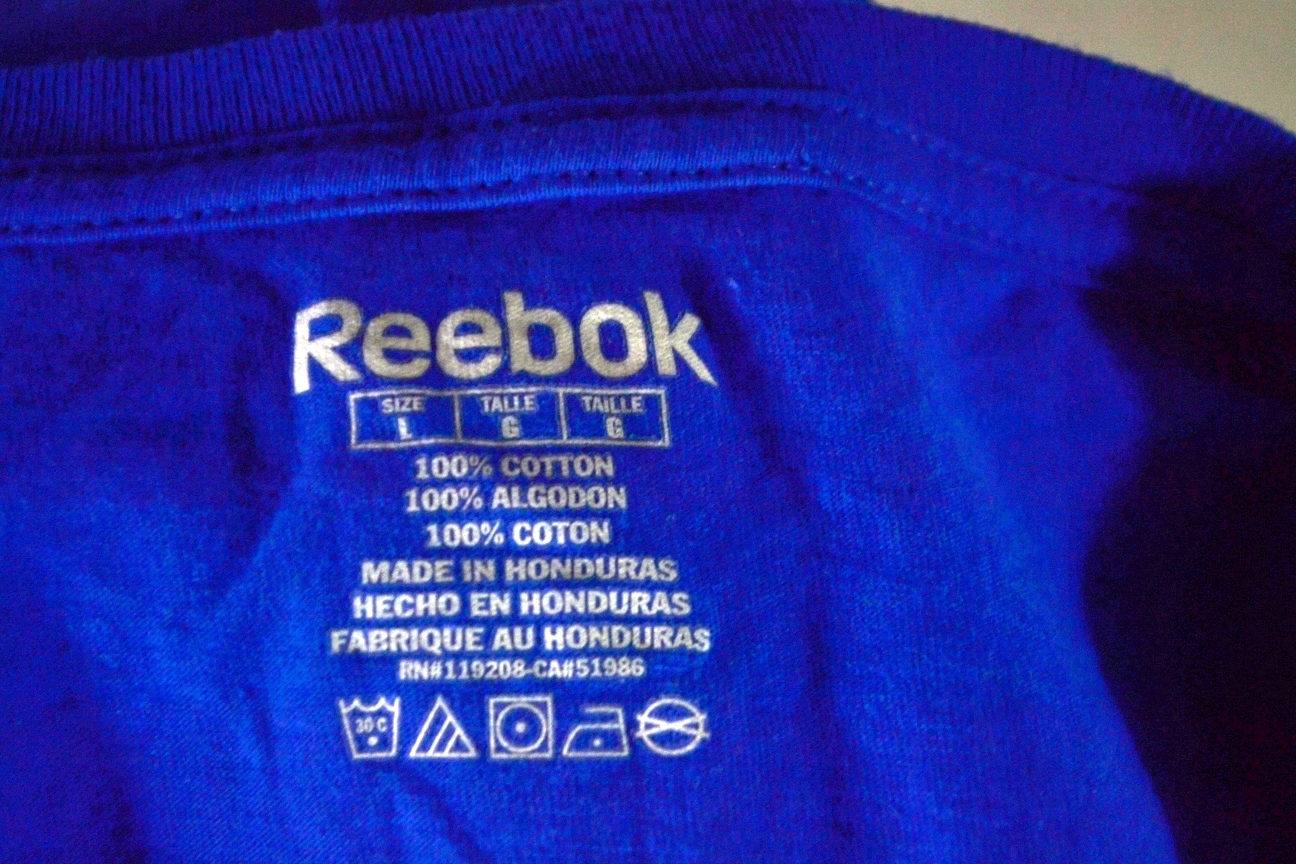 Reebok
SIZE TALLE TAILLE
L G G
100% COTTON
100% ALGODON
100% COTON
MADE IN HONDURAS
HECHO EN HONDURAS
FABRIQUE AU HONDURAS
RN#119208-CA#51986
30 C